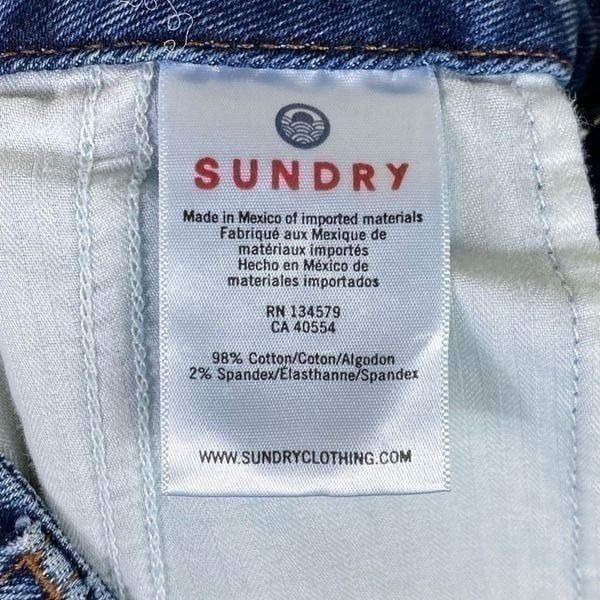 SUNDRY
Made in Mexico of imported materials
Fabriqué aux Mexique de
matériaux importés
Hecho en México de
materiales importados
RN 134579
CA 40554
98% Cotton/Coton/Algodon
2% Spandex/Élasthanne/Spandex
WWW.SUNDRYCLOTHING.COM